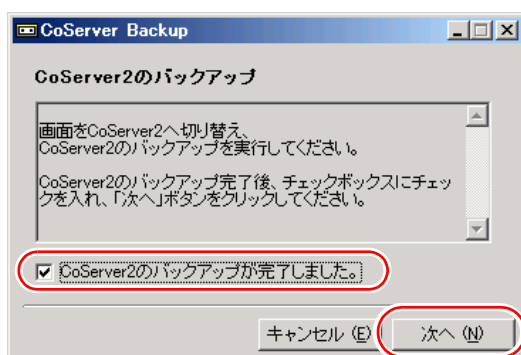 CoServer Backup
CoServer2のバックアップ
画面をCoServer2へ切り替え、
CoServer2のバックアップを実行してください。
CoServer2のバックアップ完了後、チェックボックスにチェッ
クを入れ、「次へ」ボタンをクリックしてください。
CoServer2のバックアップが完了しました。
キャンセル (E) 次へ (N)